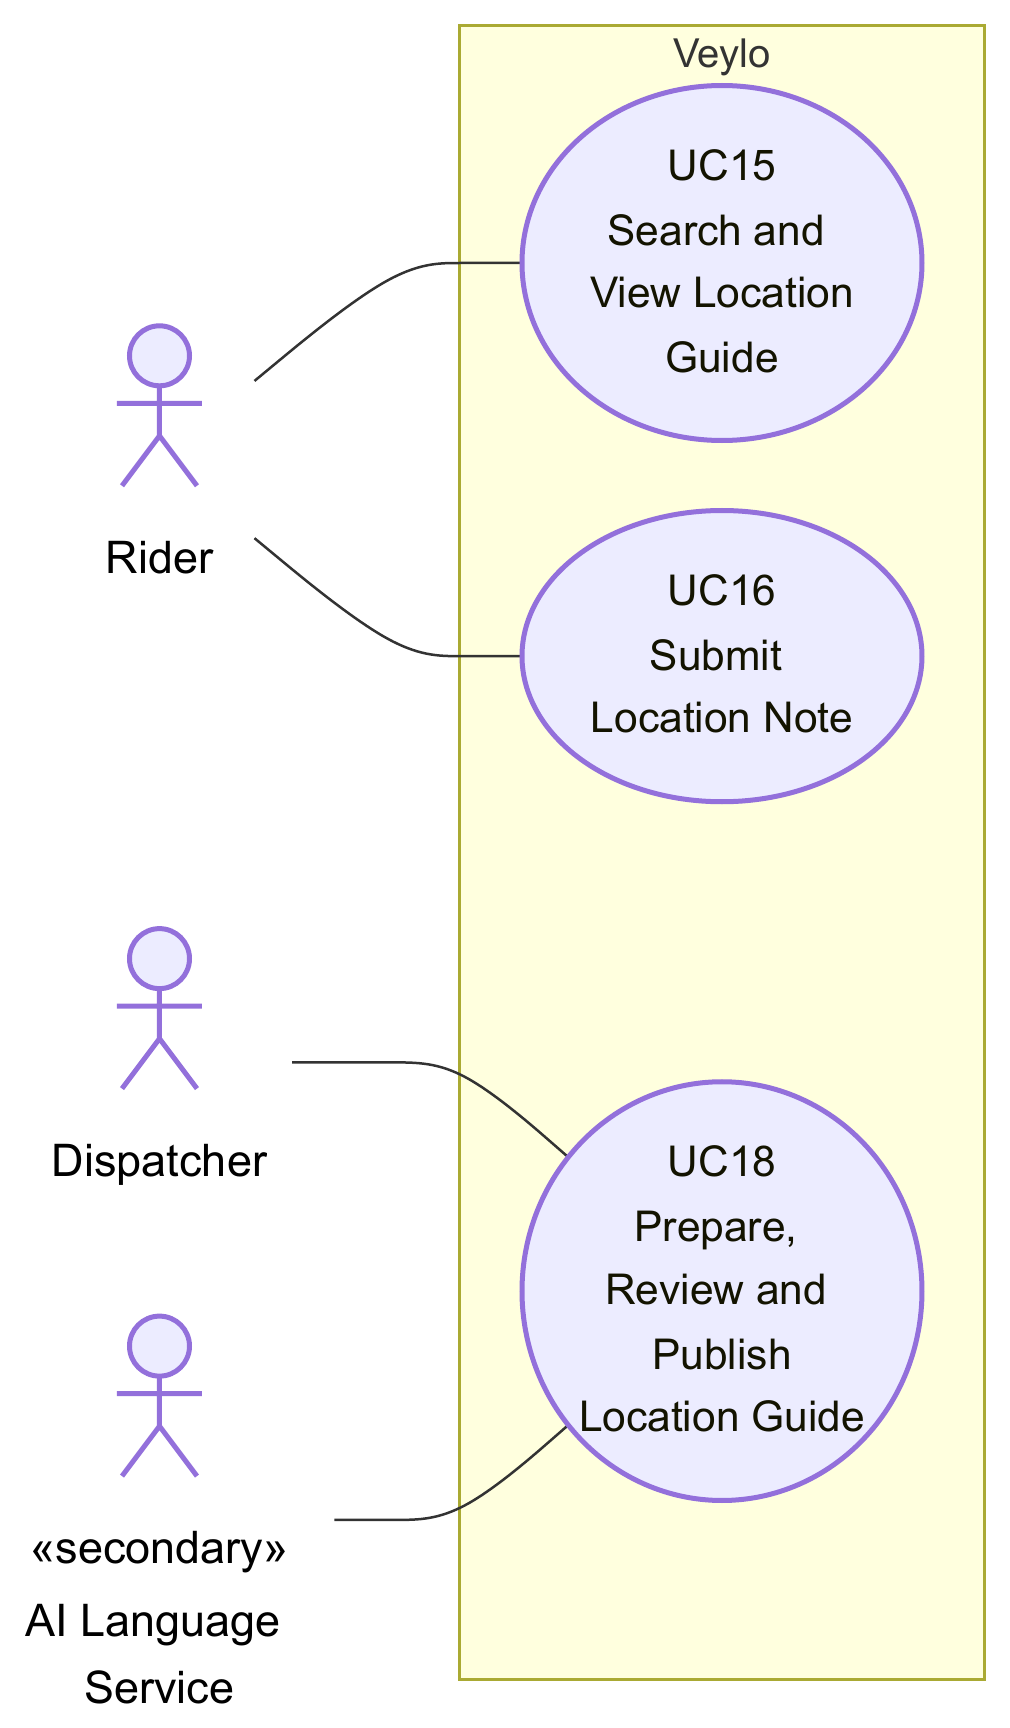 Veylo
UC15
Search and
View Location
Guide
Rider
UC16
Submit
Location Note
Dispatcher
UC18
Prepare,
Review and
Publish
Location Guide
«secondary»
AI Language
Service